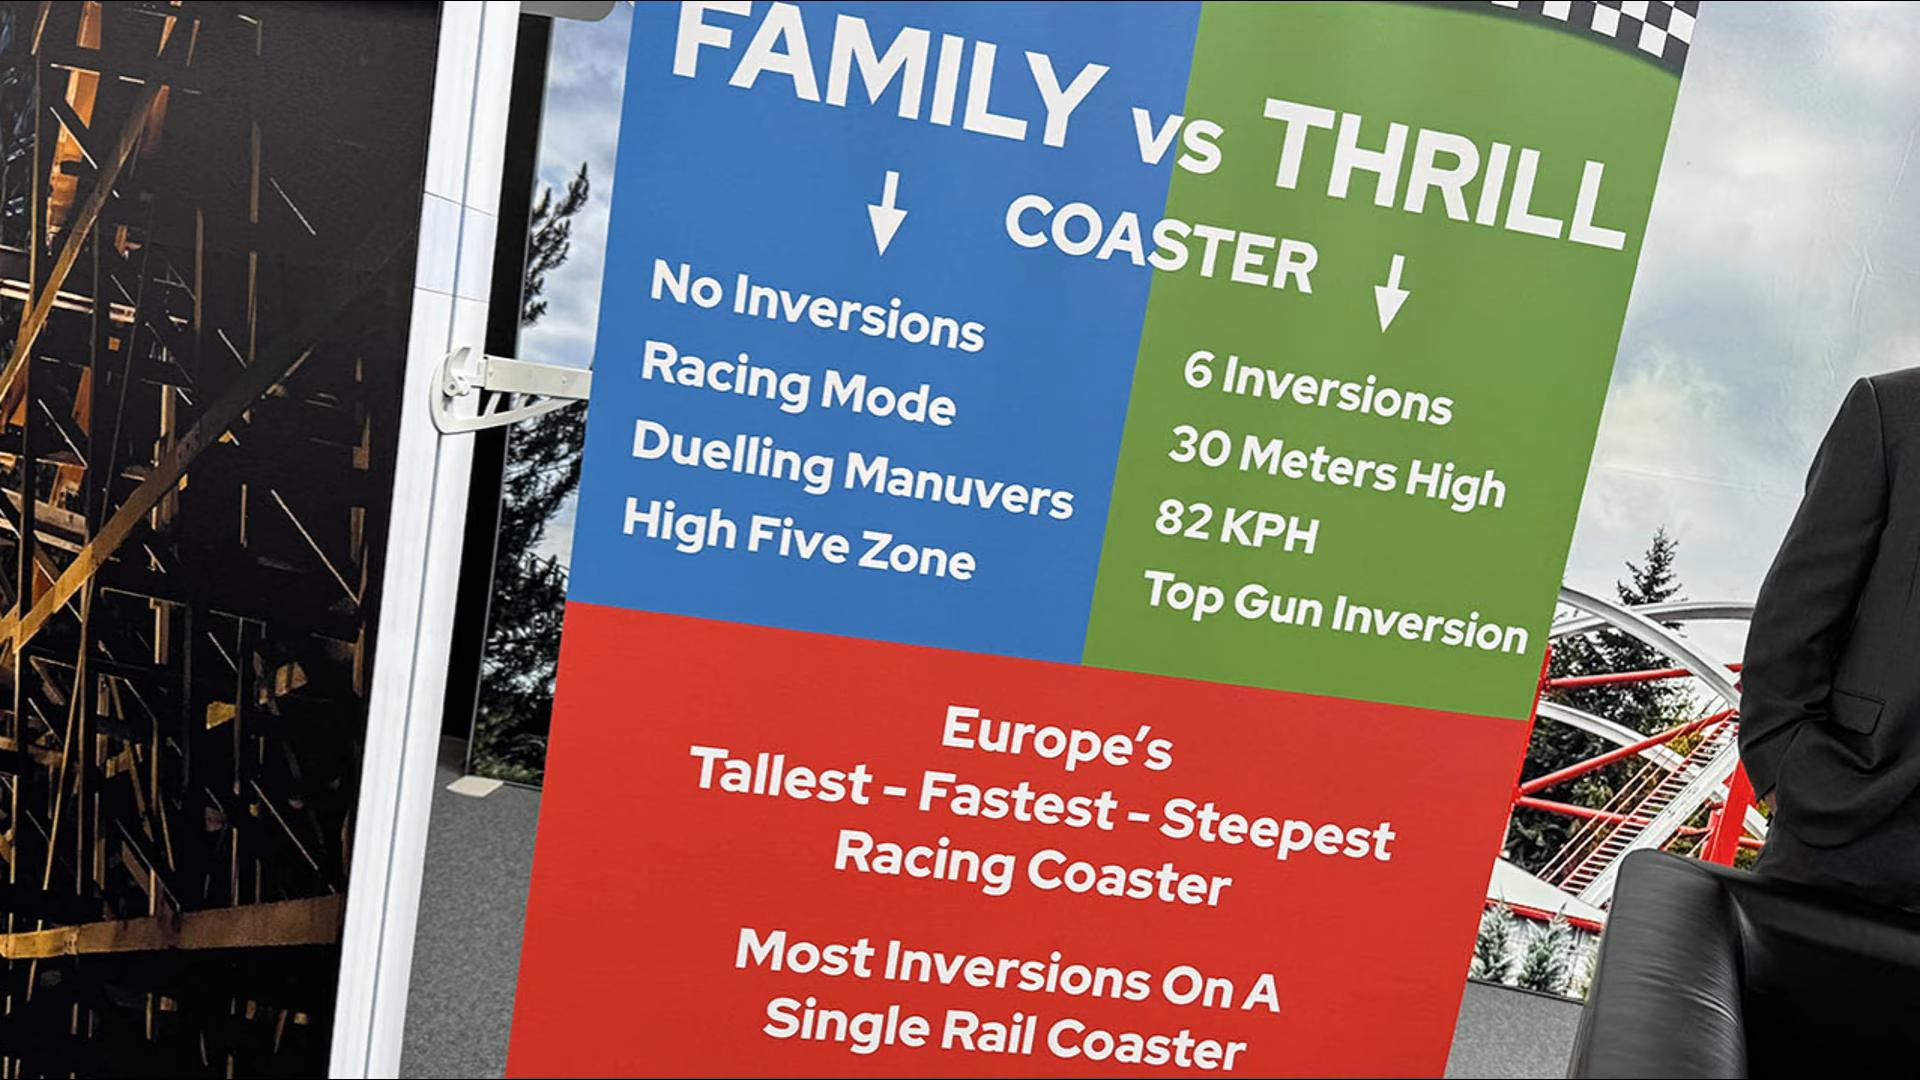 FAMILY vs THRILL
COASTER
No Inversions
Racing Mode
Duelling Manuvers
High Five Zone
6 Inversions
30 Meters High
82 KPH
Top Gun Inversion
Europe's
Tallest - Fastest - Steepest
Racing Coaster
Most Inversions On A
Single Rail Coaster